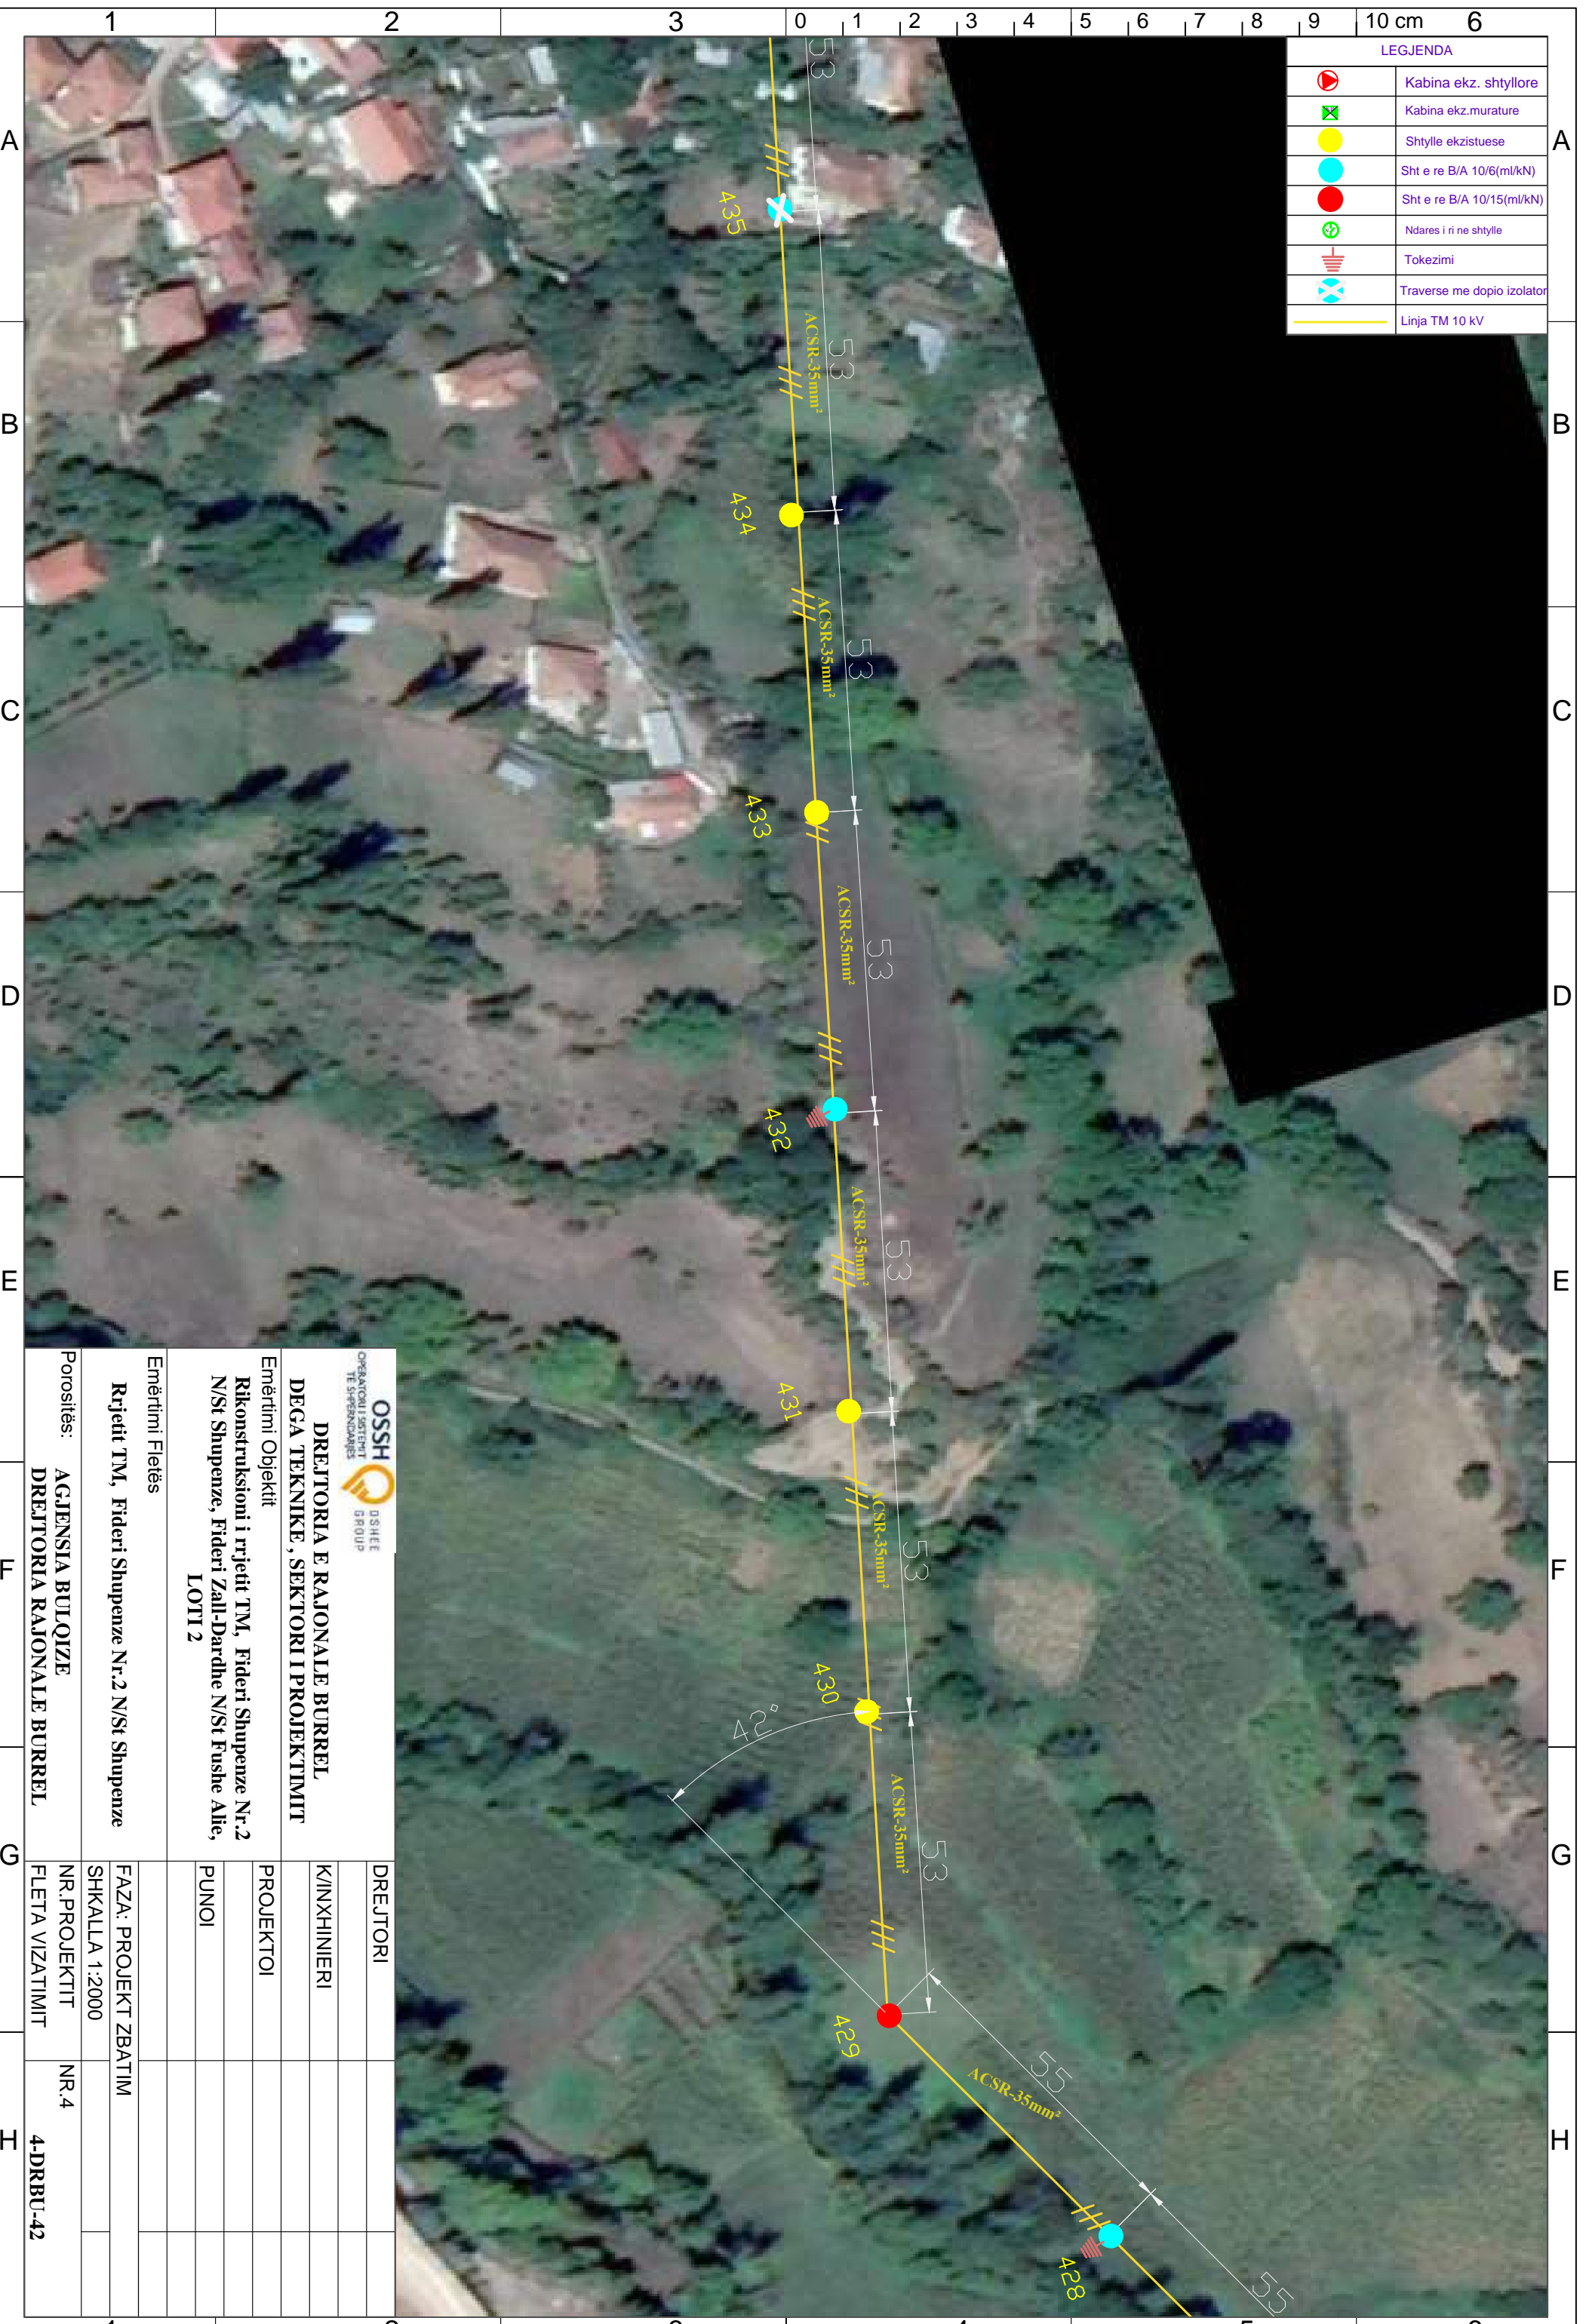 1 2 3 0 1 2 3 4 5 6 7 8 9 10 cm 6
LEGJENDA
Kabina ekz. shtyllore
Kabina ekz.murature
Shtylle ekzistuese
Sht e re B/A 10/6(ml/kN)
Sht e re B/A 10/15(ml/kN)
Ndares i ri ne shtylle
Tokezimi
Traverse me dopio izolator
Linja TM 10 kV
A A
B B
C C
D D
E E
F F
G G
H H
53
435
ACSR-35mm²
53
434
ACSR-35mm²
53
433
ACSR-35mm²
53
432
ACSR-35mm²
53
431
ACSR-35mm²
53
430
42°
ACSR-35mm²
53
429
ACSR-35mm²
55
428
55
OSSH
OPERATORI I SISTEMIT
TË SHPËRNDARJES
OSHEE
GROUP
DREJTORIA E RAJONALE BURREL
DEGA TEKNIKE , SEKTORI I PROJEKTIMIT
Emërtimi Objektit
Rikonstruksioni i rrjetit TM, Fideri Shupenze Nr.2
N/St Shupenze, Fideri Zall-Dardhe N/St Fushe Alie,
LOTI 2
Emërtimi Fletës
Rrjetit TM, Fideri Shupenze Nr.2 N/St Shupenze
Porositës:
AGJENSIA BULQIZE
DREJTORIA RAJONALE BURREL
DREJTORI
K/INXHINIERI
PROJEKTOI
PUNOI
FAZA: PROJEKT ZBATIM
SHKALLA 1:2000
NR.PROJEKTIT NR.4
FLETA VIZATIMIT 4-DRBU-42